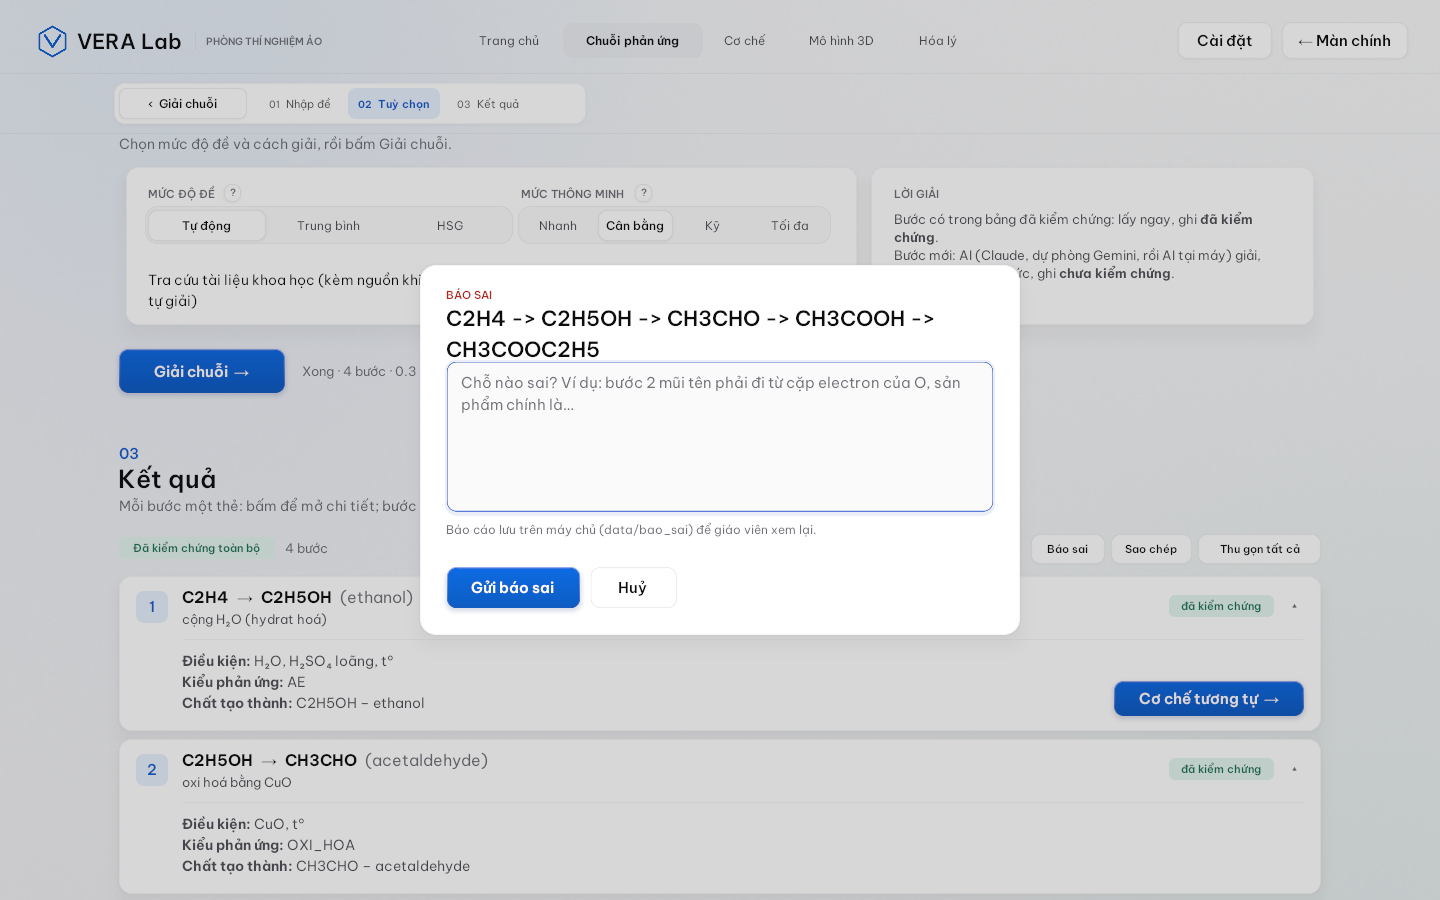 VERA Lab
PHÒNG THÍ NGHIỆM ẢO
Trang chủ
Chuỗi phản ứng
Cơ chế
Mô hình 3D
Hóa lý
Cài đặt
← Màn chính
‹ Giải chuỗi
01 Nhập đề
02 Tuỳ chọn
03 Kết quả
Chọn mức độ đề và cách giải, rồi bấm Giải chuỗi.
MỨC ĐỘ ĐỀ ?
MỨC THÔNG MINH ?
Tự động
Trung bình
HSG
Nhanh
Cân bằng
Kỹ
Tối đa
Tra cứu tài liệu khoa học (kèm nguồn khi
tự giải)
LỜI GIẢI
Bước có trong bảng đã kiểm chứng: lấy ngay, ghi đã kiểm
chứng.
Bước mới: AI (Claude, dự phòng Gemini, rồi AI tại máy) giải,
ức, ghi chưa kiểm chứng.
Giải chuỗi →
Xong · 4 bước · 0.3
BÁO SAI
C2H4 -> C2H5OH -> CH3CHO -> CH3COOH ->
CH3COOC2H5
Chỗ nào sai? Ví dụ: bước 2 mũi tên phải đi từ cặp electron của O, sản
phẩm chính là...
Báo cáo lưu trên máy chủ (data/bao_sai) để giáo viên xem lại.
Gửi báo sai
Huỷ
03
Kết quả
Mỗi bước một thẻ: bấm để mở chi tiết; bước
Đã kiểm chứng toàn bộ
4 bước
Báo sai
Sao chép
Thu gọn tất cả
1
C2H4 → C2H5OH (ethanol)
cộng H₂O (hydrat hoá)
đã kiểm chứng
Điều kiện: H₂O, H₂SO₄ loãng, t°
Kiểu phản ứng: AE
Chất tạo thành: C2H5OH – ethanol
Cơ chế tương tự →
2
C2H5OH → CH3CHO (acetaldehyde)
oxi hoá bằng CuO
đã kiểm chứng
Điều kiện: CuO, t°
Kiểu phản ứng: OXI_HOA
Chất tạo thành: CH3CHO – acetaldehyde